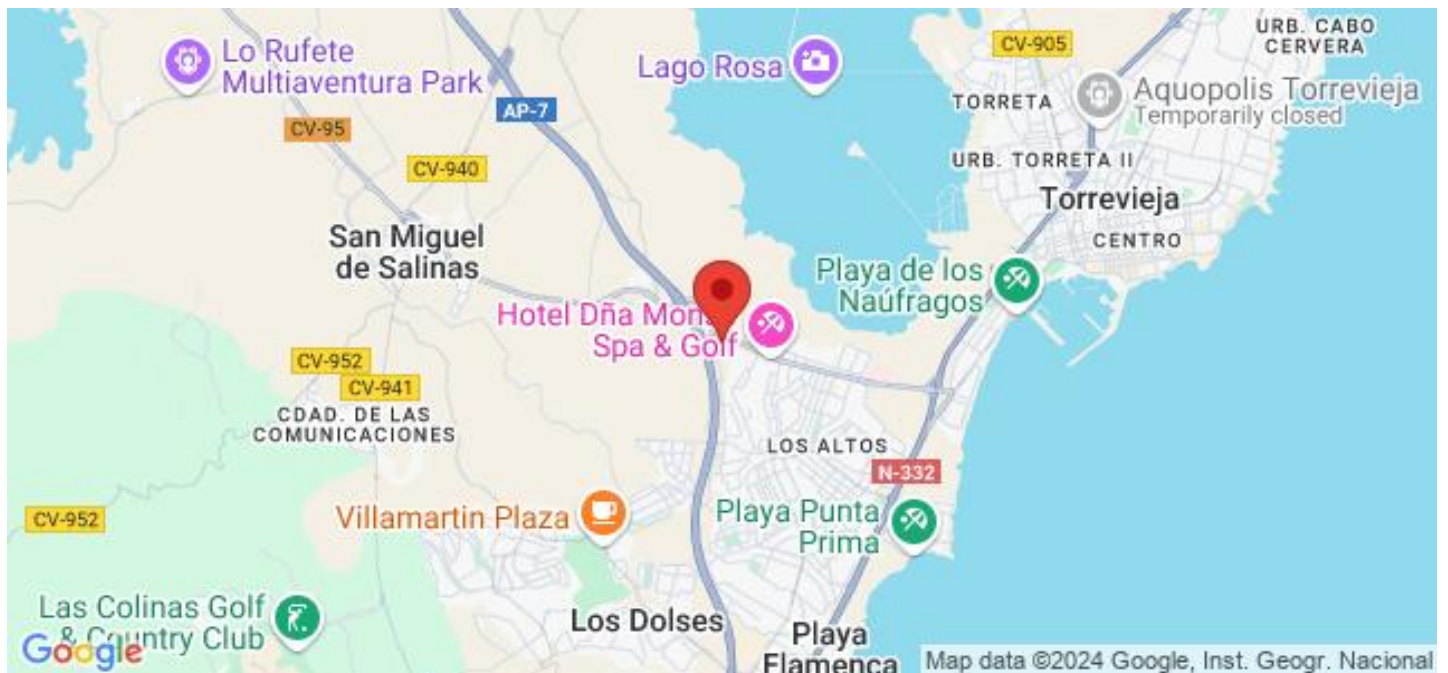 URB. CABO
CERVERA
CV-905
Lo Rufete
Multiaventura Park
Lago Rosa
Aquopolis Torrevieja
Temporarily closed
TORRETA
AP-7
CV-95
CV-940
URB. TORRETA II
Torrevieja
CENTRO
San Miguel
de Salinas
Playa de los
Naúfragos
Hotel Dña Mons
Spa & Golf
CV-952
CV-941
CDAD. DE LAS
COMUNICACIONES
LOS ALTOS
N-332
CV-952
Villamartin Plaza
Playa Punta
Prima
Las Colinas Golf
& Country Club
Los Dolses
Playa
Flamenca
Google
Map data ©2024 Google, Inst. Geogr. Nacional